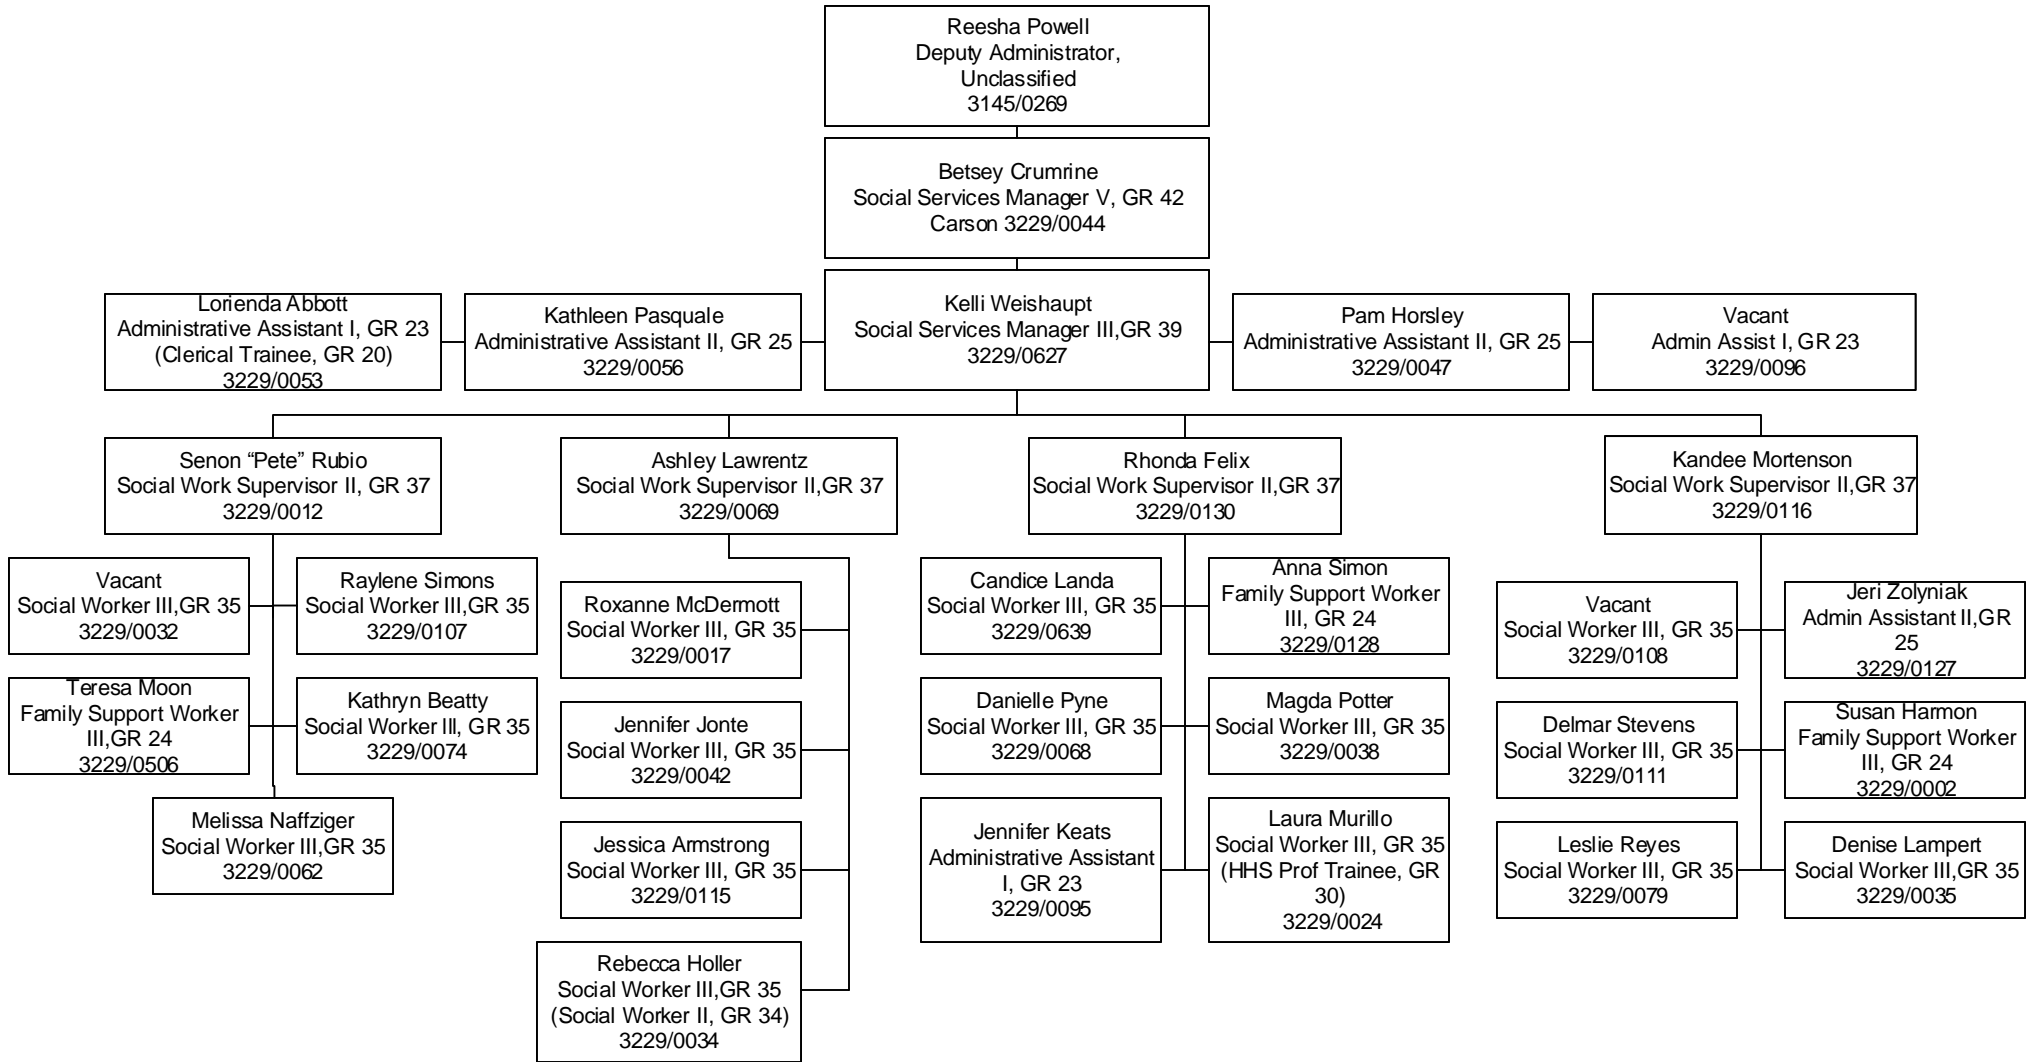 Reesha Powell
Deputy Administrator,
Unclassified
3145/0269
Betsey Crumrine
Social Services Manager V, GR 42
Carson 3229/0044
Lorienda Abbott
Administrative Assistant I, GR 23
(Clerical Trainee, GR 20)
3229/0053
Kathleen Pasquale
Administrative Assistant II, GR 25
3229/0056
Kelli Weishaupt
Social Services Manager III,GR 39
3229/0627
Pam Horsley
Administrative Assistant II, GR 25
3229/0047
Vacant
Admin Assist I, GR 23
3229/0096
Senon “Pete” Rubio
Social Work Supervisor II, GR 37
3229/0012
Ashley Lawrentz
Social Work Supervisor II,GR 37
3229/0069
Rhonda Felix
Social Work Supervisor II,GR 37
3229/0130
Kandee Mortenson
Social Work Supervisor II,GR 37
3229/0116
Vacant
Social Worker III,GR 35
3229/0032
Raylene Simons
Social Worker III,GR 35
3229/0107
Teresa Moon
Family Support Worker
III,GR 24
3229/0506
Kathryn Beatty
Social Worker III, GR 35
3229/0074
Melissa Naffziger
Social Worker III,GR 35
3229/0062
Roxanne McDermott
Social Worker III, GR 35
3229/0017
Jennifer Jonte
Social Worker III, GR 35
3229/0042
Jessica Armstrong
Social Worker III, GR 35
3229/0115
Rebecca Holler
Social Worker III,GR 35
(Social Worker II, GR 34)
3229/0034
Candice Landa
Social Worker III, GR 35
3229/0639
Anna Simon
Family Support Worker
III, GR 24
3229/0128
Danielle Pyne
Social Worker III, GR 35
3229/0068
Magda Potter
Social Worker III, GR 35
3229/0038
Jennifer Keats
Administrative Assistant
I, GR 23
3229/0095
Laura Murillo
Social Worker III, GR 35
(HHS Prof Trainee, GR
30)
3229/0024
Vacant
Social Worker III, GR 35
3229/0108
Jeri Zolyniak
Admin Assistant II,GR
25
3229/0127
Delmar Stevens
Social Worker III, GR 35
3229/0111
Susan Harmon
Family Support Worker
III, GR 24
3229/0002
Leslie Reyes
Social Worker III, GR 35
3229/0079
Denise Lampert
Social Worker III,GR 35
3229/0035